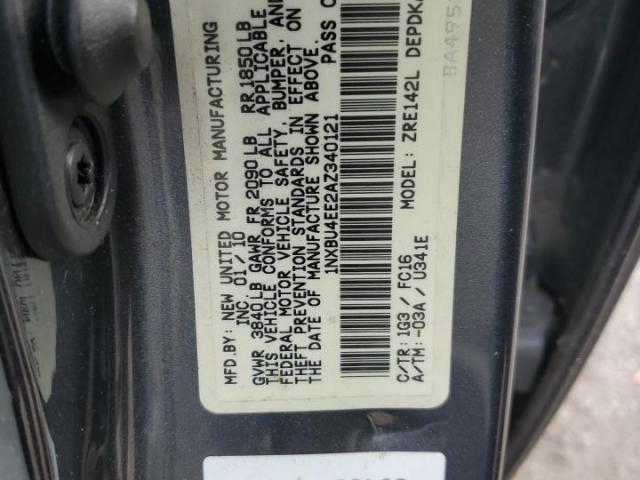 MFD.BY: NEW UNITED MOTOR MANUFACTURING
INC. 01/10
GVWR 3840LB GAWR FR 2090LB RR 1850LB
THIS VEHICLE CONFORMS TO ALL APPLICABLE
FEDERAL MOTOR VEHICLE SAFETY, BUMPER, AND
THEFT PREVENTION STANDARDS IN EFFECT ON
THE DATE OF MANUFACTURE SHOWN ABOVE.
1NXBU4EE2AZ340121 PASS
C/TR: 1G3 / FC16 MODEL: ZRE142L
A/TM: -03A / U341E